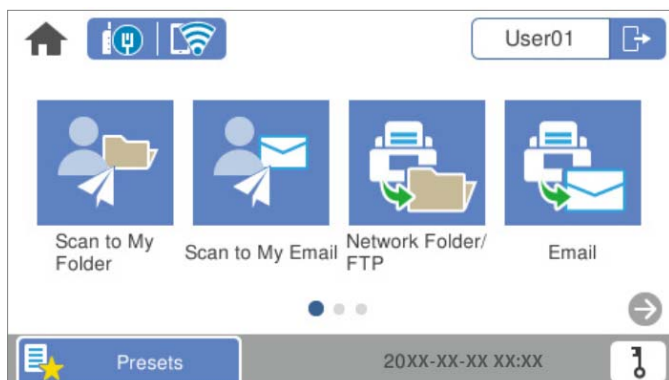 User01
Scan to My
Folder
Scan to My Email
Network Folder/
FTP
Email
Presets
20XX-XX-XX XX:XX